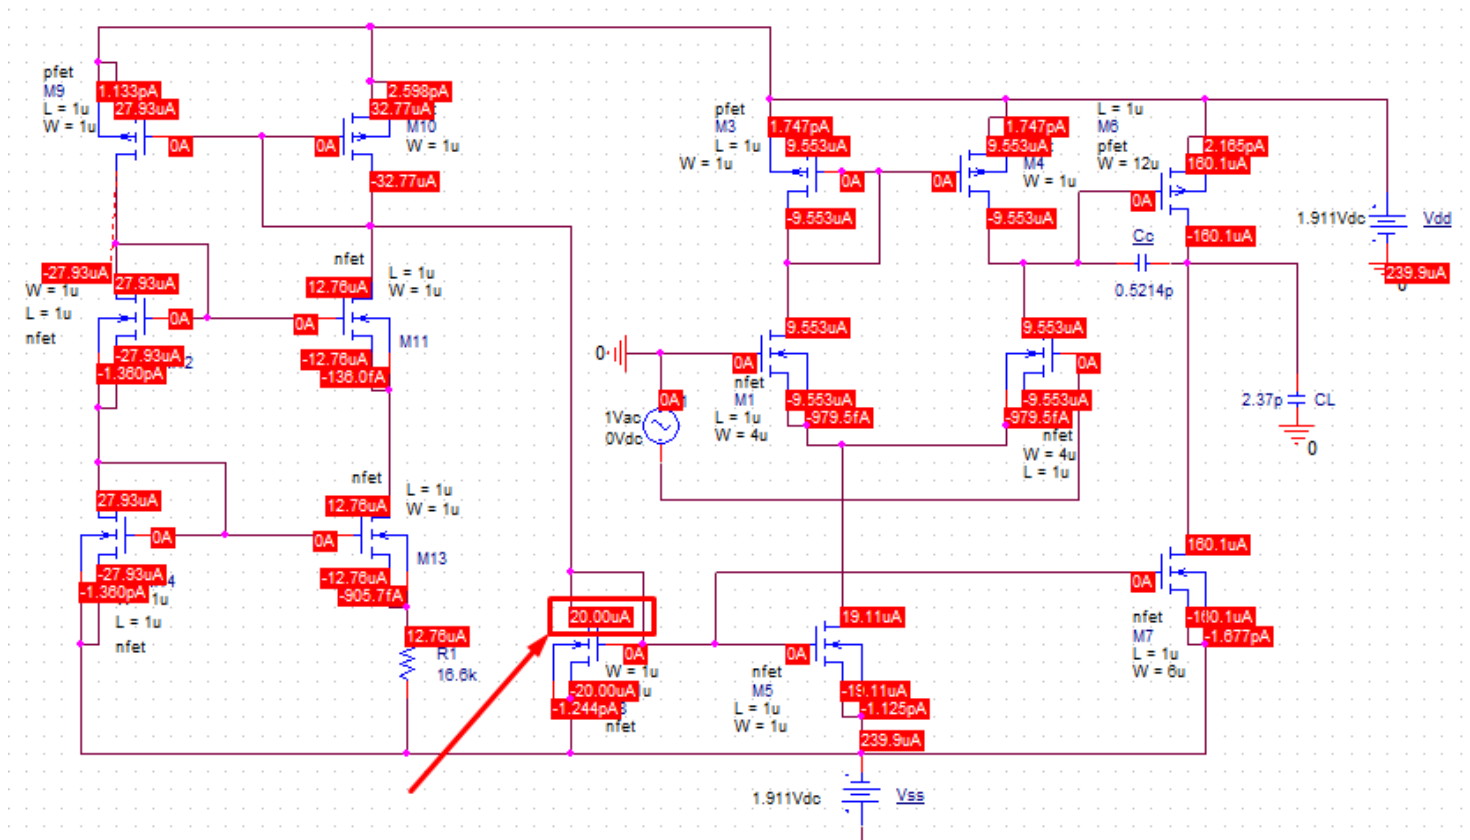 pfet
M9
L = 1u
W = 1u
1.133pA
27.93uA
0A
2.598pA
32.77uA
M10
W = 1u
0A
-32.77uA
-27.93uA
27.93uA
W = 1u
L = 1u
nfet
0A
-27.93uA
-1.360pA
2
nfet
L = 1u
W = 1u
12.76uA
0A
M11
-12.76uA
-136.0fA
27.93uA
0A
-27.93uA
-1.360pA
4
1u
L = 1u
nfet
nfet
L = 1u
W = 1u
12.76uA
0A
M13
-12.76uA
-905.7fA
12.76uA
R1
16.6k
20.00uA
0A
W = 1u
-20.00uA
u
-1.244pA
nfet
pfet
M3
L = 1u
W = 1u
1.747pA
9.553uA
0A
-9.553uA
1.747pA
9.553uA
M4
W = 1u
0A
-9.553uA
L = 1u
M6
pfet
W = 12u
2.165pA
160.1uA
0A
-160.1uA
Cc
0.5214p
1.911Vdc
Vdd
239.9uA
0
0
0A
1Vac
0Vdc
9.553uA
0A
nfet
M1
L = 1u
W = 4u
-9.553uA
-979.5fA
9.553uA
0A
-9.553uA
-979.5fA
nfet
W = 4u
L = 1u
2.37p
CL
0
19.11uA
0A
nfet
M5
L = 1u
W = 1u
-19.11uA
-1.125pA
239.9uA
160.1uA
0A
nfet
M7
L = 1u
W = 6u
-160.1uA
-1.677pA
1.911Vdc
Vss